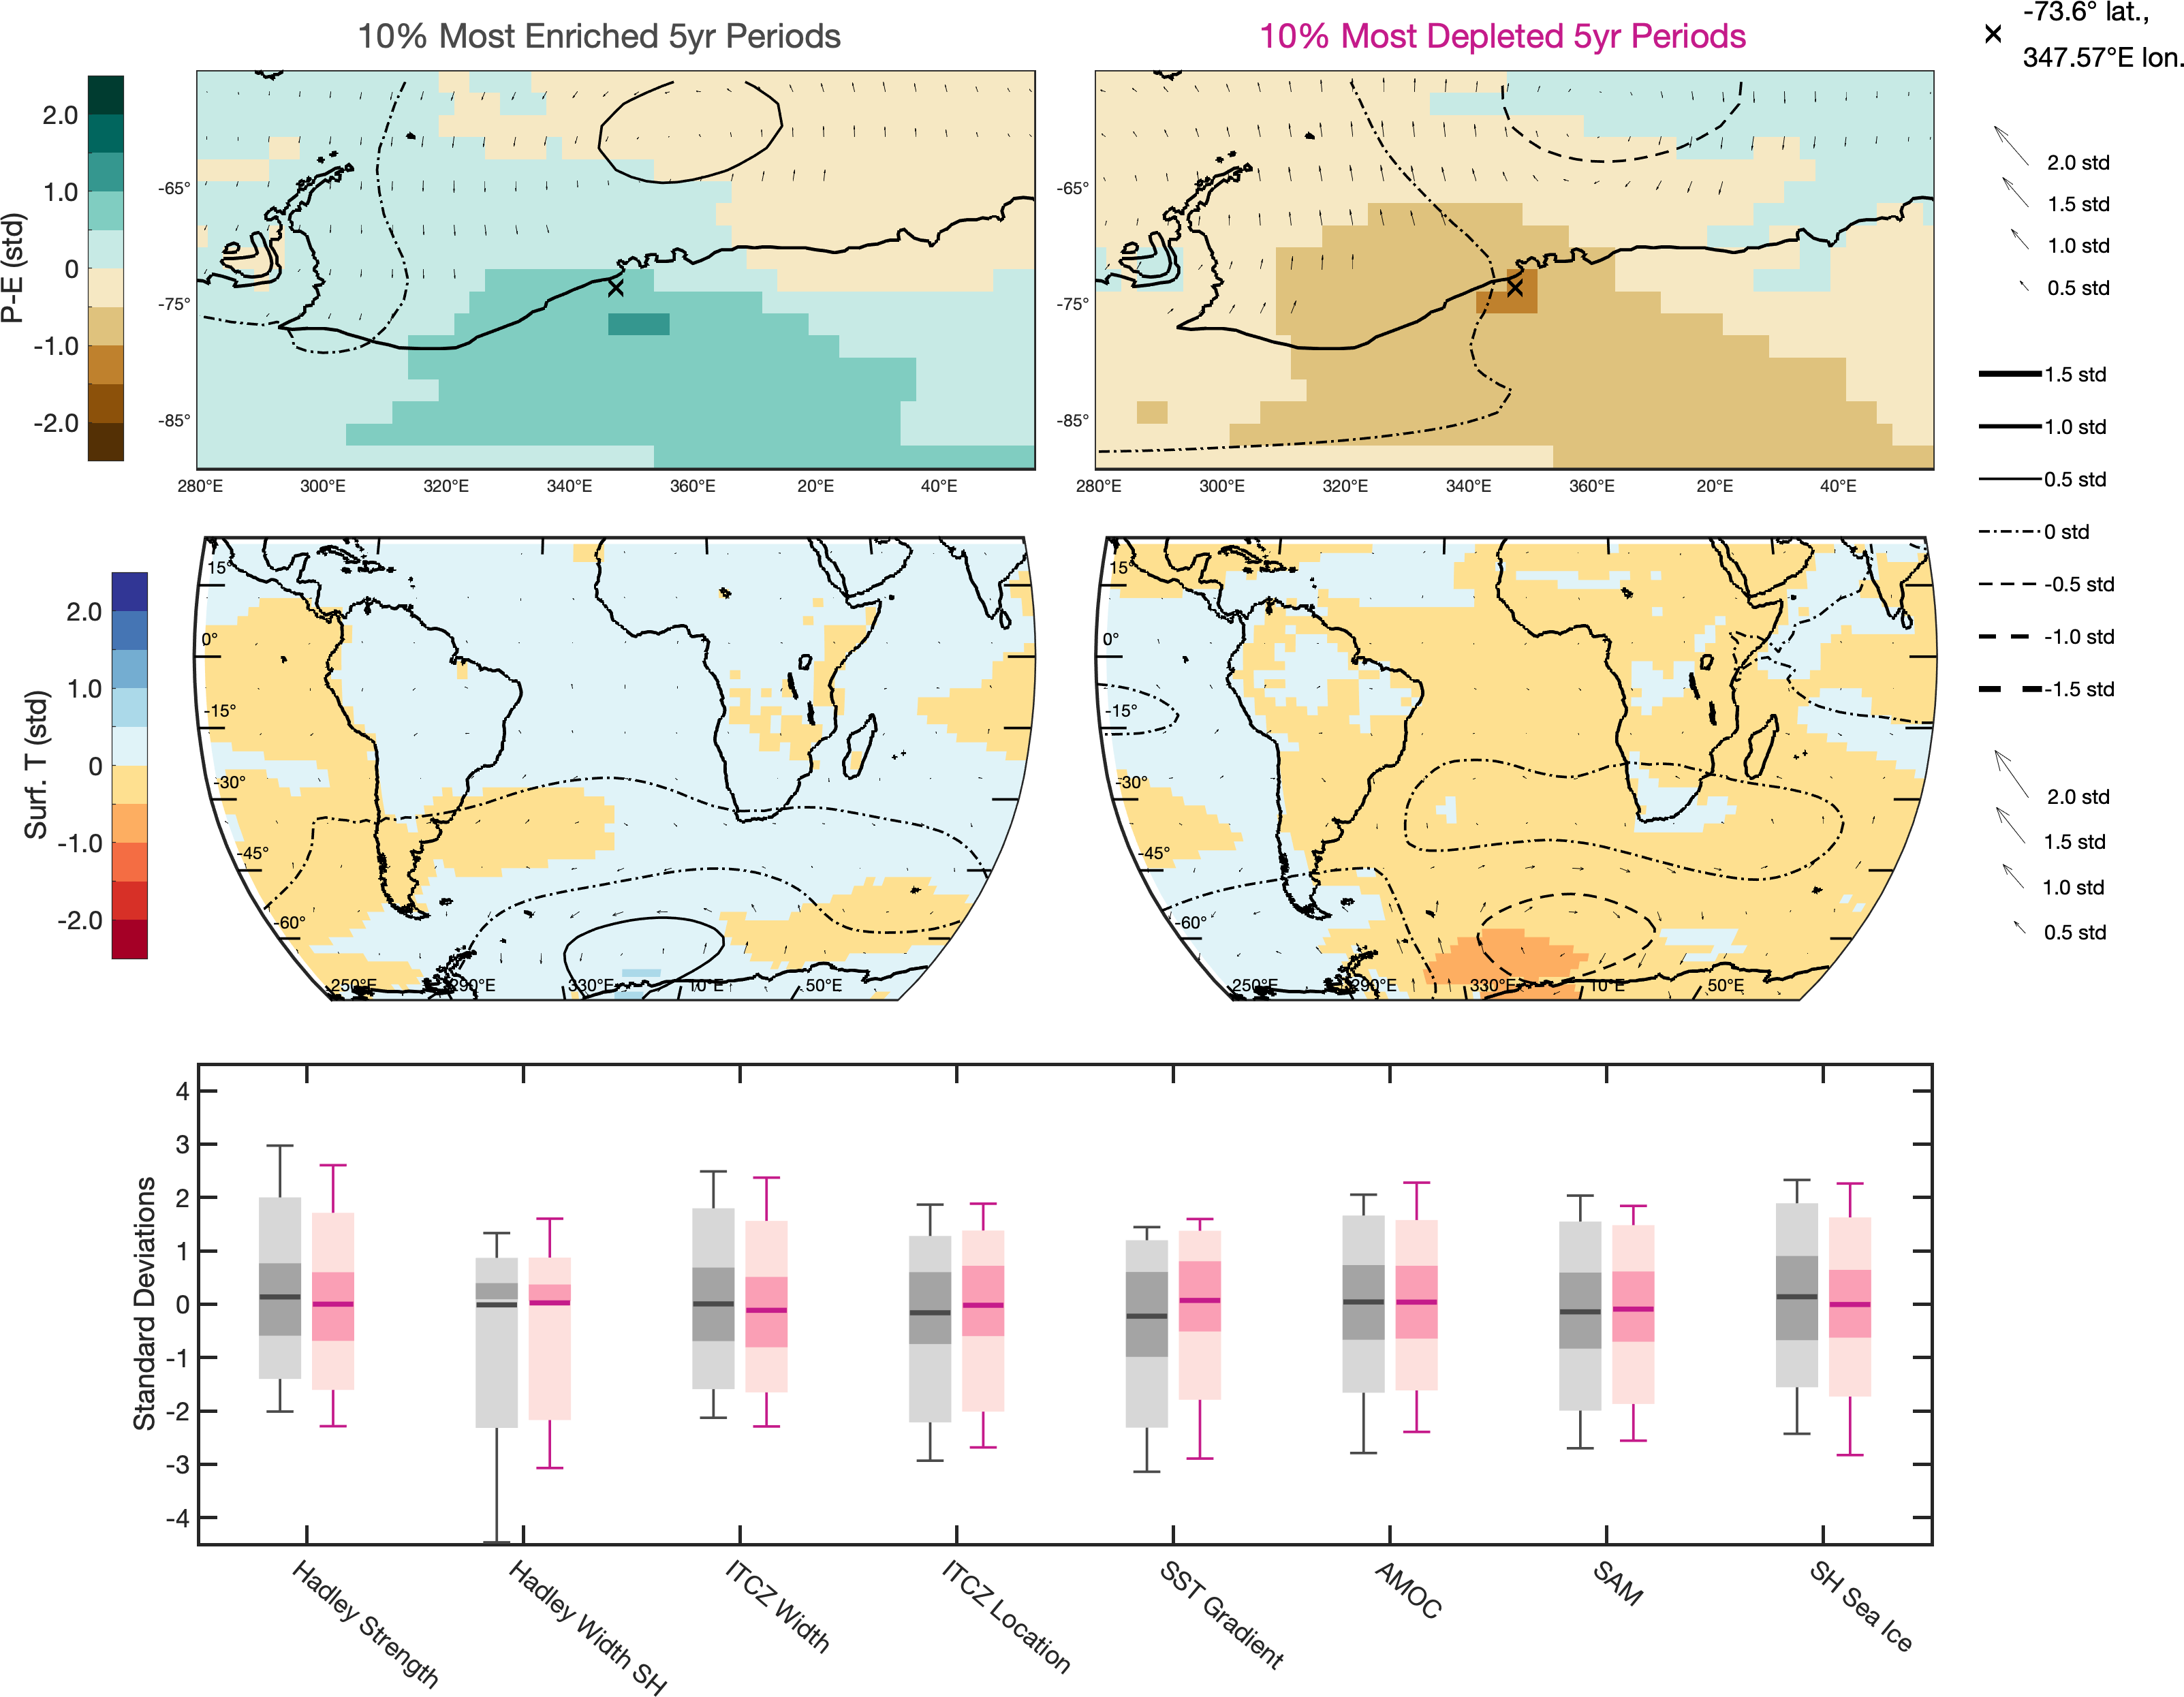 10% Most Enriched 5yr Periods
10% Most Depleted 5yr Periods
-73.6° lat.,
347.57°E lon.
P-E (std)
2.0
1.0
0
-1.0
-2.0
-65°
-75°
-85°
280°E 300°E 320°E 340°E 360°E 20°E 40°E
-65°
-75°
-85°
280°E 300°E 320°E 340°E 360°E 20°E 40°E
2.0 std
1.5 std
1.0 std
0.5 std
1.5 std
1.0 std
0.5 std
0 std
-0.5 std
-1.0 std
-1.5 std
Surf. T (std)
2.0
1.0
0
-1.0
-2.0
15°
0°
-15°
-30°
-45°
-60°
250°E 290°E 330°E 10°E 50°E
15°
0°
-15°
-30°
-45°
-60°
250°E 290°E 330°E 10°E 50°E
2.0 std
1.5 std
1.0 std
0.5 std
Standard Deviations
4
3
2
1
0
-1
-2
-3
-4
Hadley Strength
Hadley Width SH
ITCZ Width
ITCZ Location
SST Gradient
AMOC
SAM
SH Sea Ice